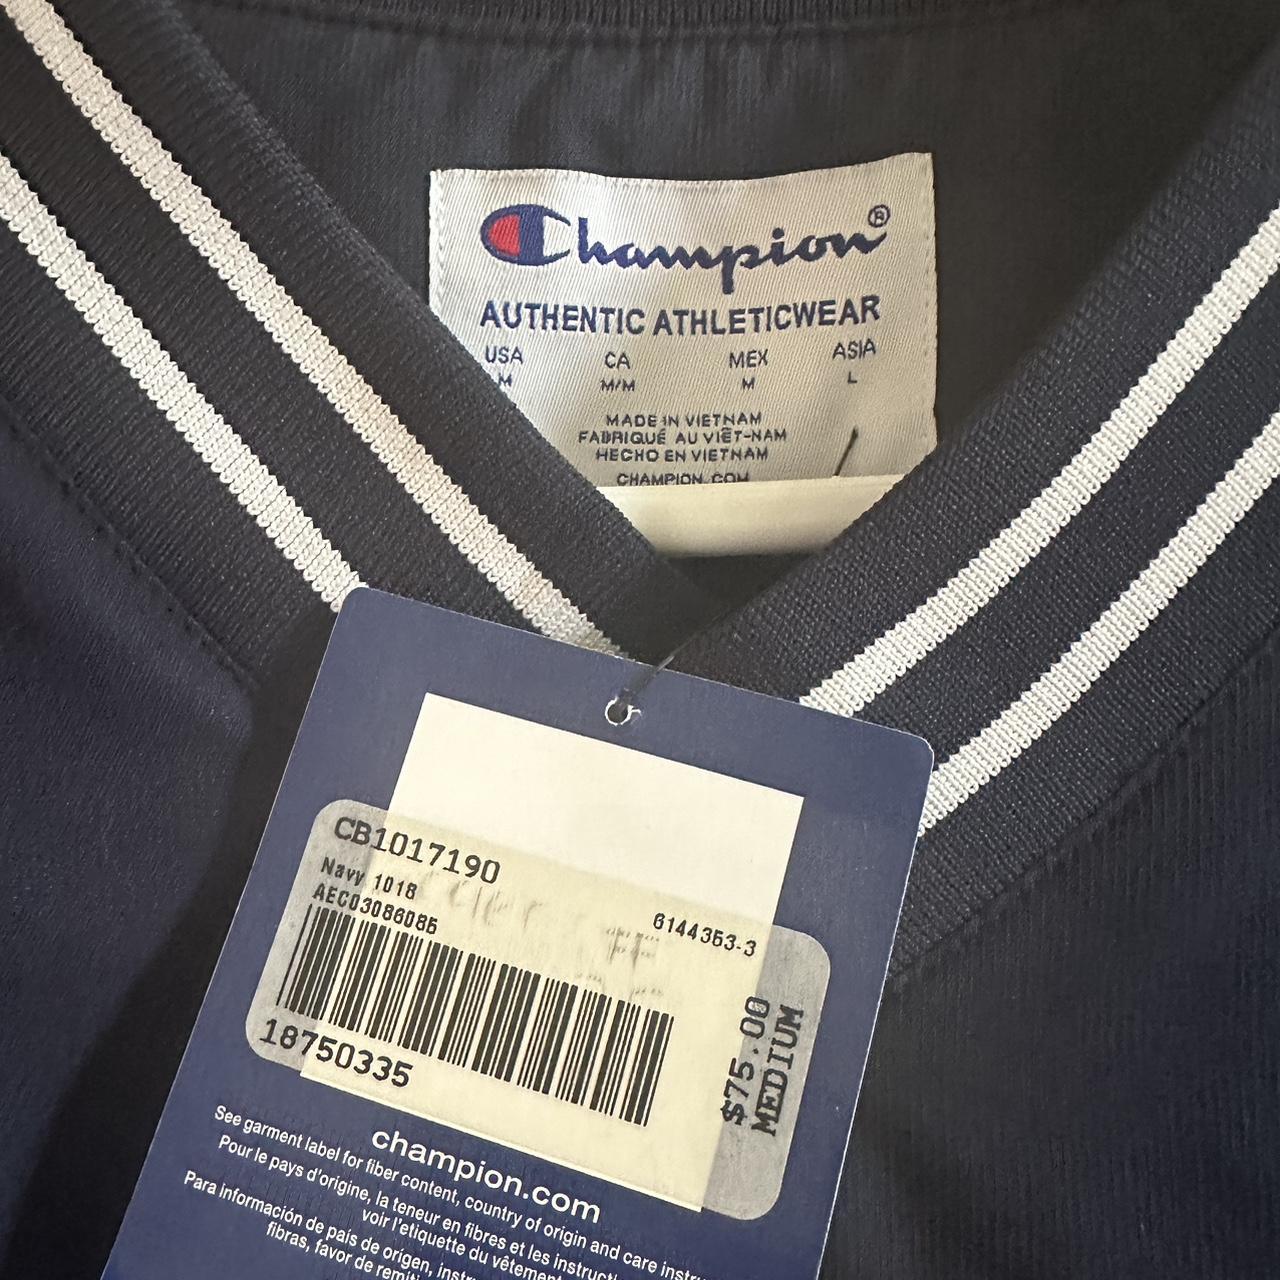 Champion®
AUTHENTIC ATHLETICWEAR
USA CA MEX ASIA
M M/M M L
MADE IN VIETNAM
FABRIQUÉ AU VIÊT-NAM
HECHO EN VIETNAM
CHAMPION.COM
CB1017190
Navy 1018
AEC03086085
6144353-3
18750335
$75.00
MEDIUM
champion.com
See garment label for fiber content, country of origin and care instru
Pour le pays d'origine, la teneur en fibres et les instructi
voir l'etiquette du vêtement
Para información de pais de origen, instr
fibras, favor de remiti